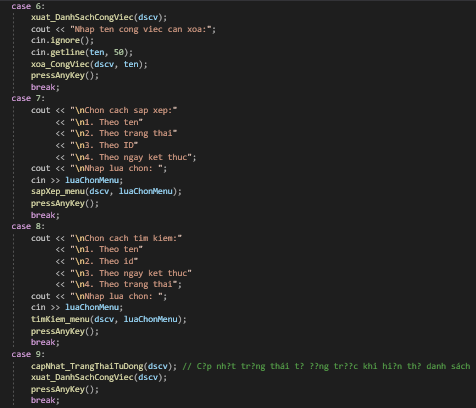 case 6:
xuat_DanhSachCongViec(dscv);
cout << "Nhap ten cong viec can xoa:";
cin.ignore();
cin.getline(ten, 50);
xoa_CongViec(dscv, ten);
pressAnyKey();
break;
case 7:
cout << "\nChon cach sap xep:"
<< "\n1. Theo ten"
<< "\n2. Theo trang thai"
<< "\n3. Theo ID"
<< "\n4. Theo ngay ket thuc";
cout << "\nNhap lua chon: ";
cin >> luaChonMenu;
sapXep_menu(dscv, luaChonMenu);
pressAnyKey();
break;
case 8:
cout << "\nChon cach tim kiem:"
<< "\n1. Theo ten"
<< "\n2. Theo id"
<< "\n3. Theo ngay ket thuc"
<< "\n4. Theo trang thai";
cout << "\nNhap lua chon: ";
cin >> luaChonMenu;
timKiem_menu(dscv, luaChonMenu);
pressAnyKey();
break;
case 9:
capNhat_TrangThaiTuDong(dscv); // C?p nh?t tr?ng thái t? ??ng tr??c khi hi?n th? danh sách
xuat_DanhSachCongViec(dscv);
pressAnyKey();
break;